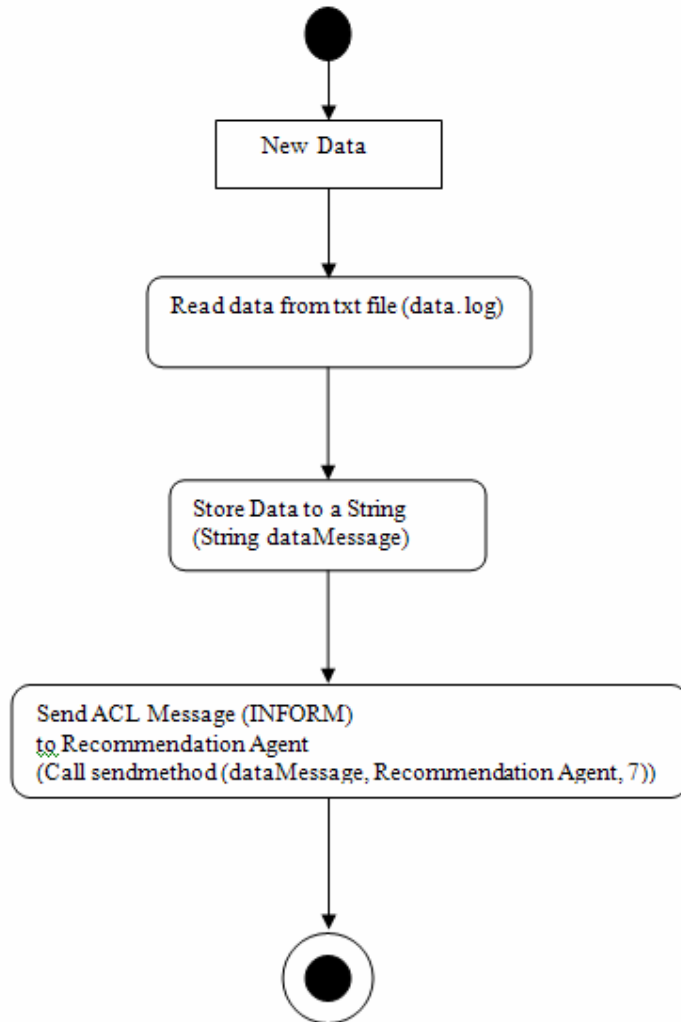 New Data
Read data from txt file (data.log)
Store Data to a String
(String dataMessage)
Send ACL Message (INFORM)
to Recommendation Agent
(Call sendmethod (dataMessage, Recommendation Agent, 7))